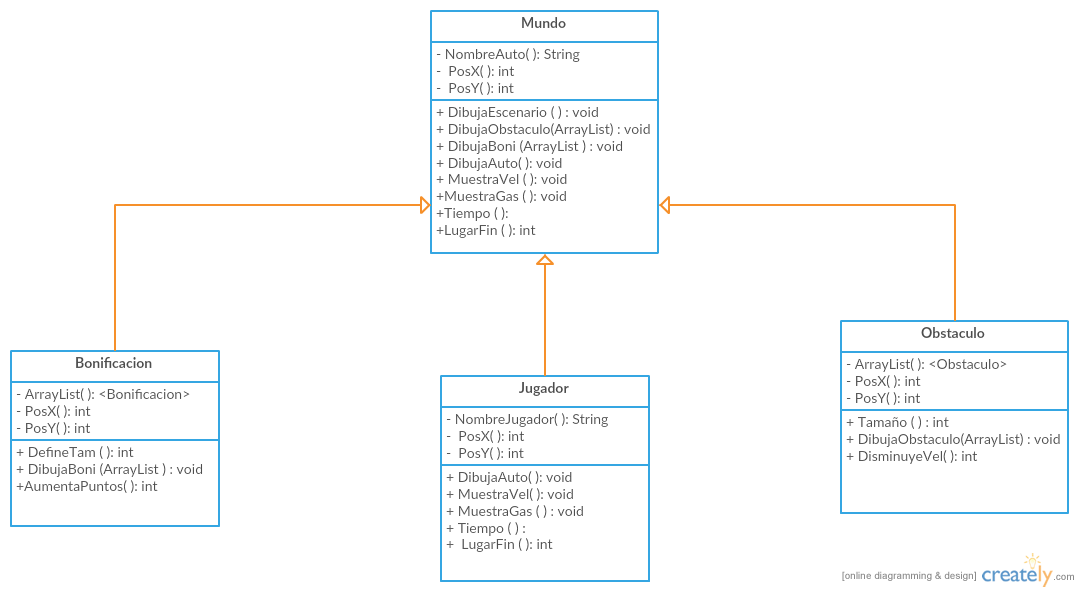 Mundo
- NombreAuto( ): String
- PosX( ): int
- PosY( ): int
+ DibujaEscenario ( ) : void
+ DibujaObstaculo(ArrayList) : void
+ DibujaBoni (ArrayList ) : void
+ DibujaAuto( ): void
+ MuestraVel ( ): void
+MuestraGas ( ): void
+Tiempo ( ):
+LugarFin ( ): int
Bonificacion
- ArrayList( ): <Bonificacion>
- PosX( ): int
- PosY( ): int
+ DefineTam ( ): int
+ DibujaBoni (ArrayList ) : void
+AumentaPuntos( ): int
Jugador
- NombreJugador( ): String
- PosX( ): int
- PosY( ): int
+ DibujaAuto( ): void
+ MuestraVel( ): void
+ MuestraGas ( ) : void
+ Tiempo ( ) :
+ LugarFin ( ): int
Obstaculo
- ArrayList( ): <Obstaculo>
- PosX( ): int
- PosY( ): int
+ Tamaño ( ) : int
+ DibujaObstaculo(ArrayList) : void
+ DisminuyeVel( ): int
[online diagramming & design] creately.com